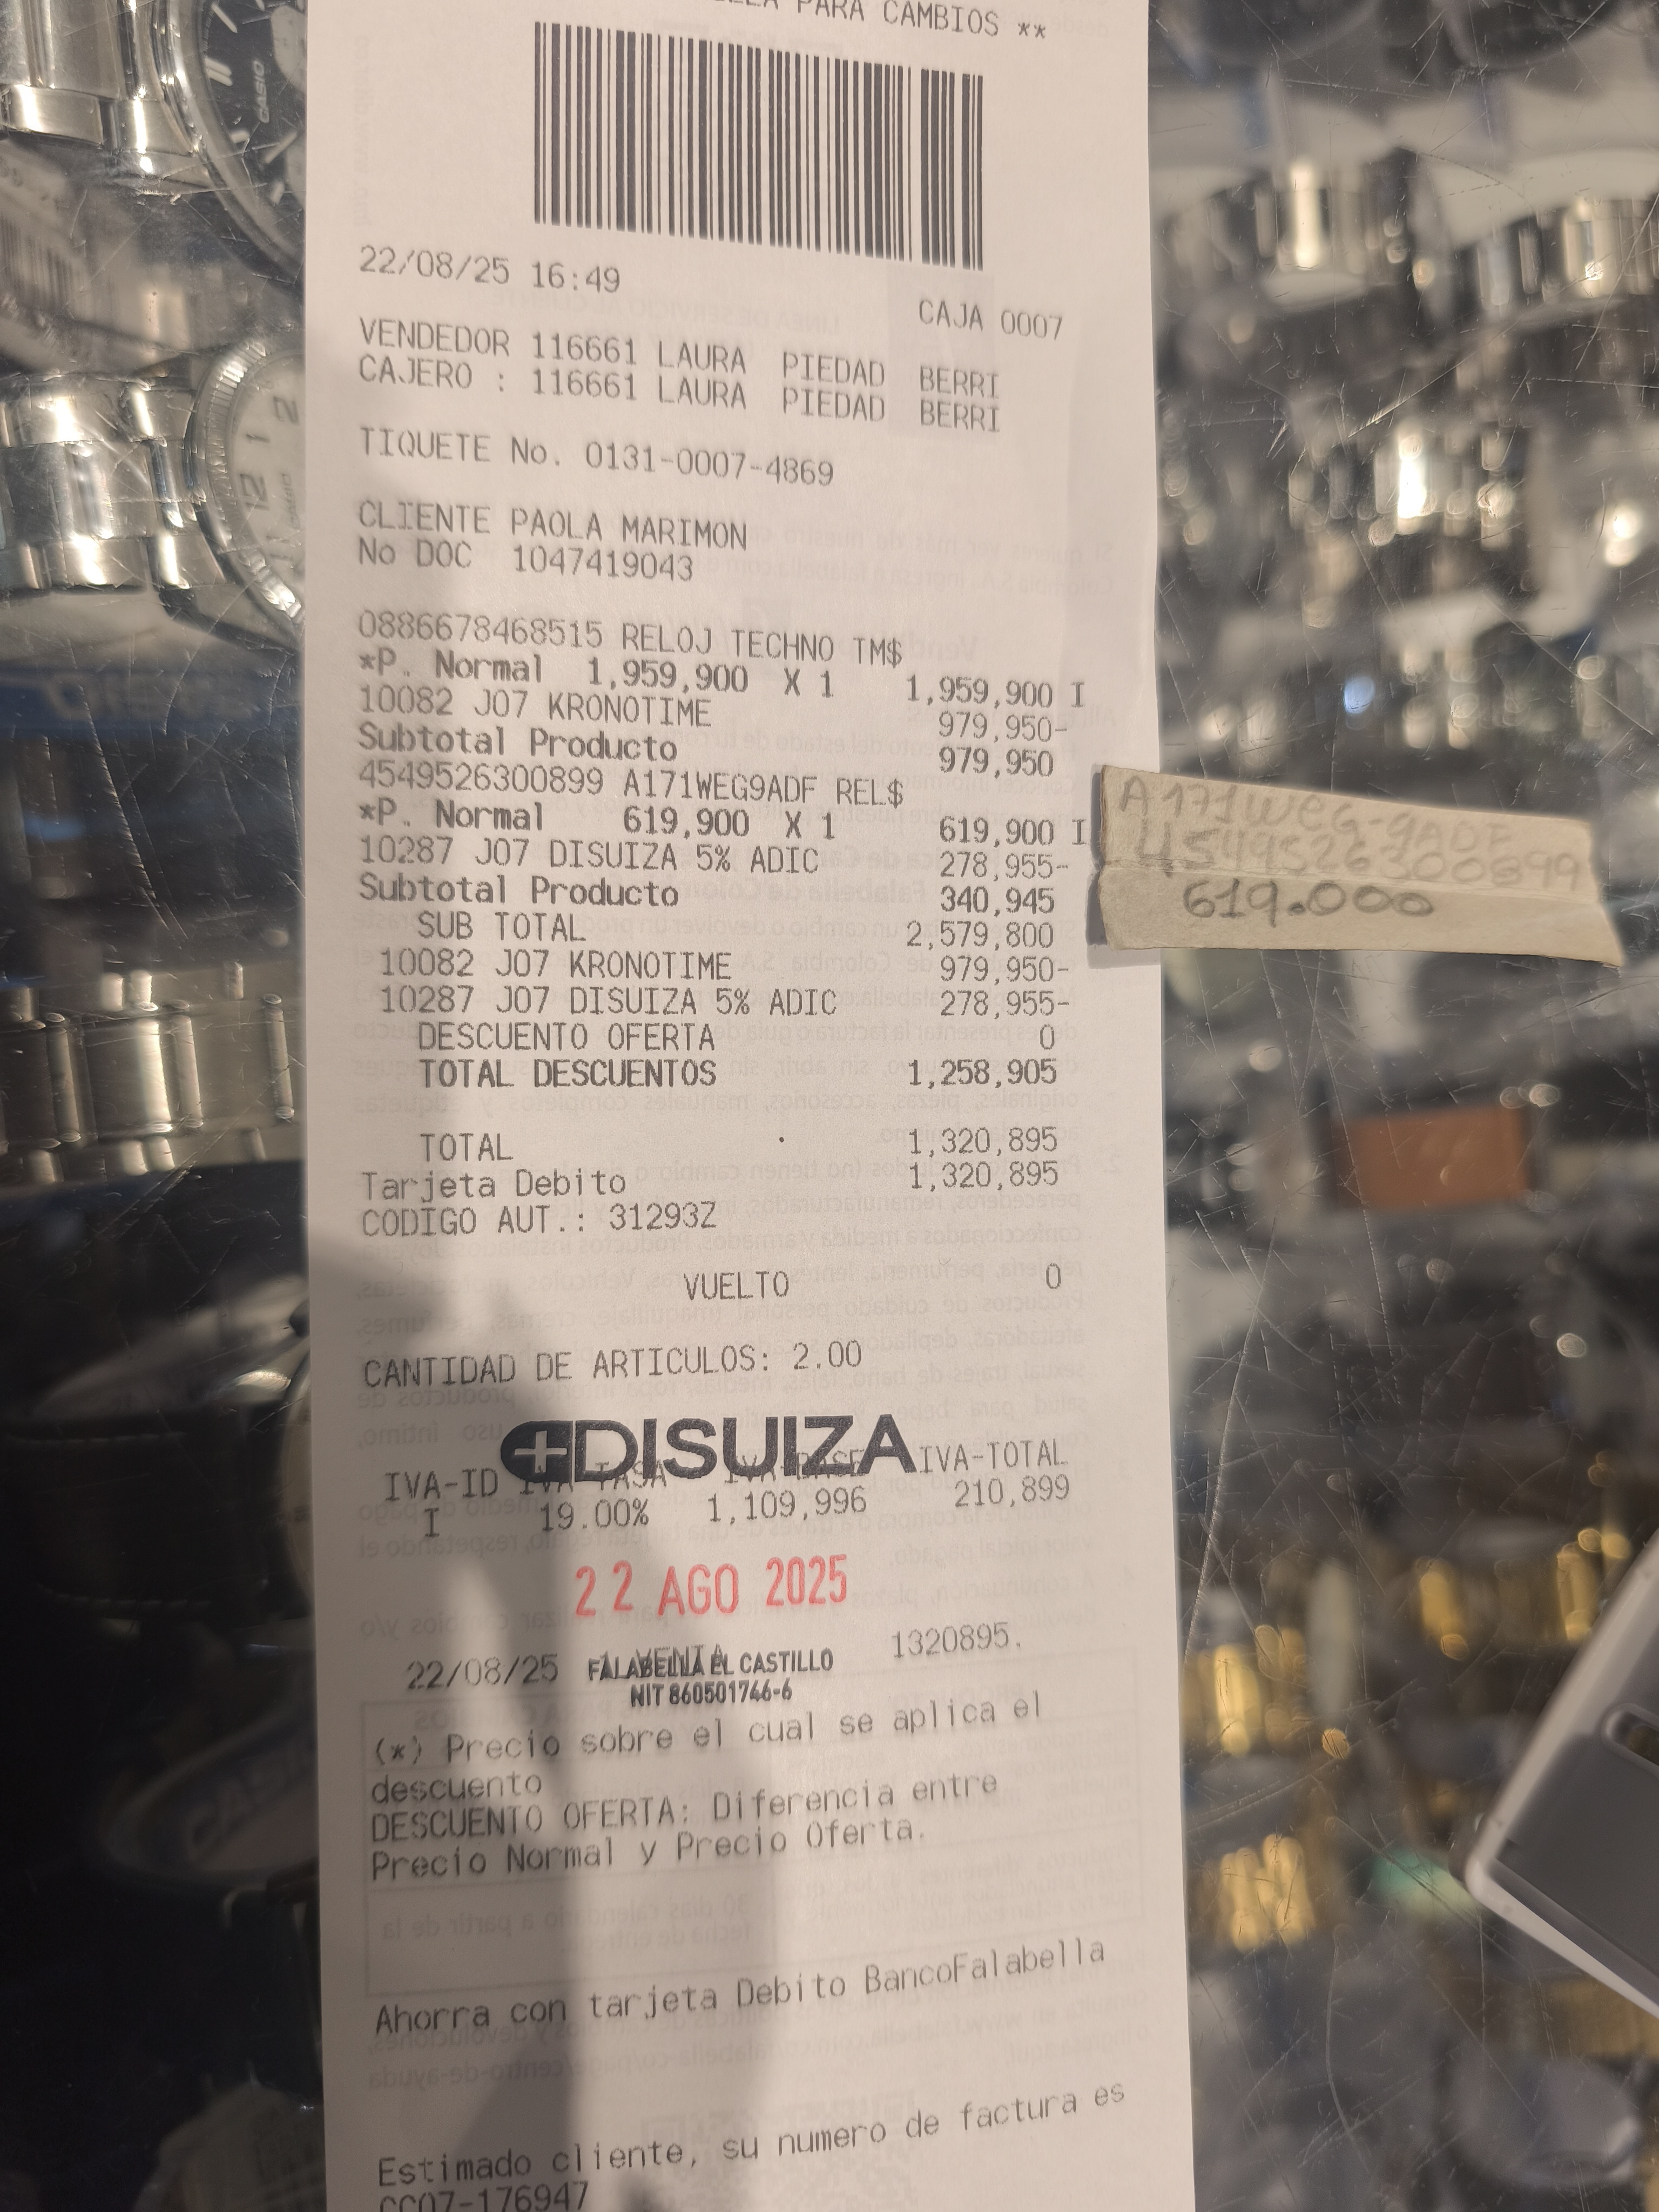 PARA CAMBIOS **
22/08/25 16:49
CAJA 0007
VENDEDOR 116661 LAURA PIEDAD BERRI
CAJERO : 116661 LAURA PIEDAD BERRI
TIQUETE No. 0131-0007-4869
CLIENTE PAOLA MARIMON
No DOC 1047419043
0886678468515 RELOJ TECHNO TM$
*P. Normal 1,959,900 X 1 1,959,900 I
10082 J07 KRONOTIME 979,950-
Subtotal Producto 979,950
4549526300899 A171WEG9ADF REL$
*P. Normal 619,900 X 1 619,900 I
10287 J07 DISUIZA 5% ADIC 278,955-
Subtotal Producto 340,945
SUB TOTAL 2,579,800
10082 J07 KRONOTIME 979,950-
10287 J07 DISUIZA 5% ADIC 278,955-
DESCUENTO OFERTA 0
TOTAL DESCUENTOS 1,258,905
TOTAL 1,320,895
Tarjeta Debito 1,320,895
CODIGO AUT.: 31293Z
VUELTO 0
CANTIDAD DE ARTICULOS: 2.00
DISUIZA
IVA-ID IVA-TASA IVA-BASE IVA-TOTAL
I 19.00% 1,109,996 210,899
22 AGO 2025
22/08/25 VENTA 1320895.
FALABELLA EL CASTILLO
NIT 860501746-6
(*) Precio sobre el cual se aplica el
descuento
DESCUENTO OFERTA: Diferencia entre
Precio Normal y Precio Oferta.
Ahorra con tarjeta Debito BancoFalabella
Estimado cliente, su numero de factura es
CC07-176947
A171WEG-9ADF
4549526300899
619.000
CASIO